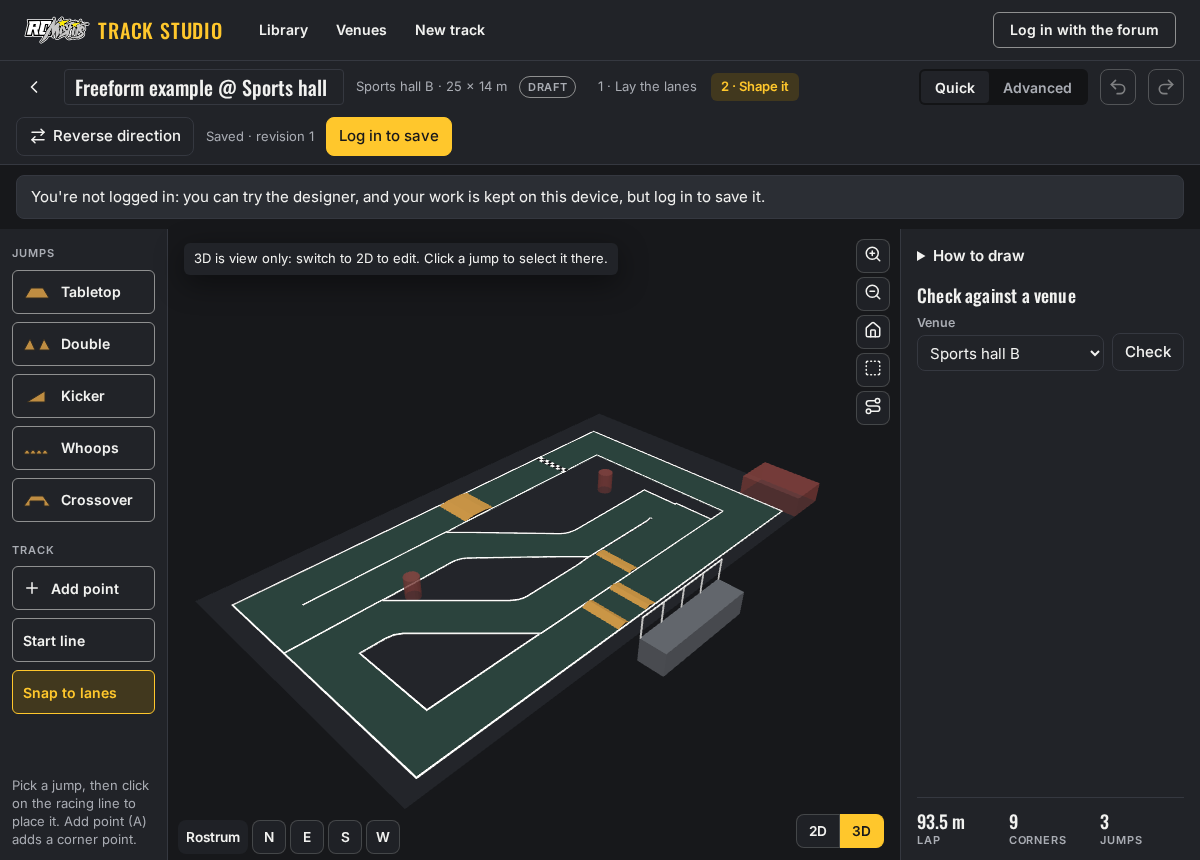 RC
TRACK STUDIO
Library
Venues
New track
Log in with the forum
Freeform example @ Sports hall
Sports hall B · 25 × 14 m
DRAFT
1 · Lay the lanes
2 · Shape it
Quick
Advanced
Reverse direction
Saved · revision 1
Log in to save
You're not logged in: you can try the designer, and your work is kept on this device, but log in to save it.
JUMPS
Tabletop
Double
Kicker
Whoops
Crossover
TRACK
Add point
Start line
Snap to lanes
Pick a jump, then click
on the racing line to
place it. Add point (A)
adds a corner point.
3D is view only: switch to 2D to edit. Click a jump to select it there.
Rostrum
N
E
S
W
2D
3D
How to draw
Check against a venue
Venue
Sports hall B
Check
93.5 m
LAP
9
CORNERS
3
JUMPS